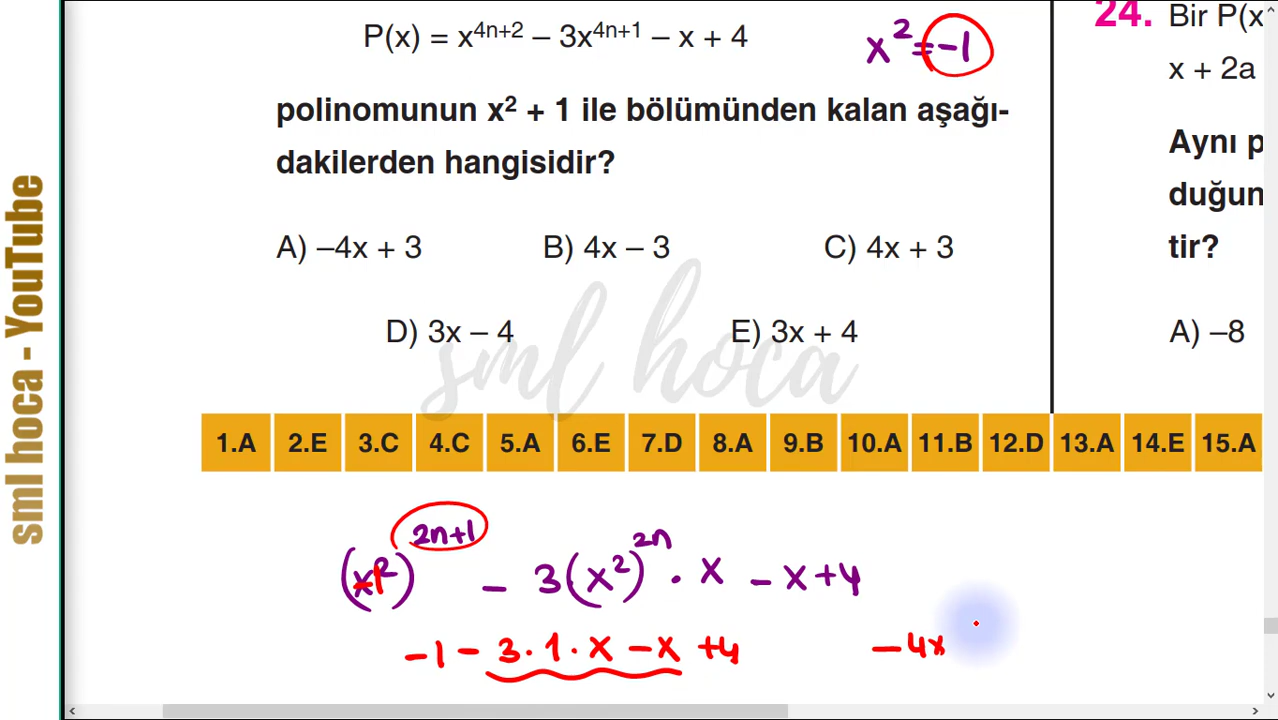 P(x) = x⁴ⁿ⁺² – 3x⁴ⁿ⁺¹ – x + 4
x² = –1
polinomunun x² + 1 ile bölümünden kalan aşağı-
dakilerden hangisidir?
A) –4x + 3 B) 4x – 3 C) 4x + 3
D) 3x – 4 E) 3x + 4
24. Bir P(x
x + 2a
Aynı p
duğun
tir?
A) –8
sml hoca
1.A 2.E 3.C 4.C 5.A 6.E 7.D 8.A 9.B 10.A 11.B 12.D 13.A 14.E 15.A
(x²)²ⁿ⁺¹ – 3(x²)²ⁿ · x – x + 4
–1 – 3 · 1 · x – x + 4 – 4x
sml hoca - YouTube